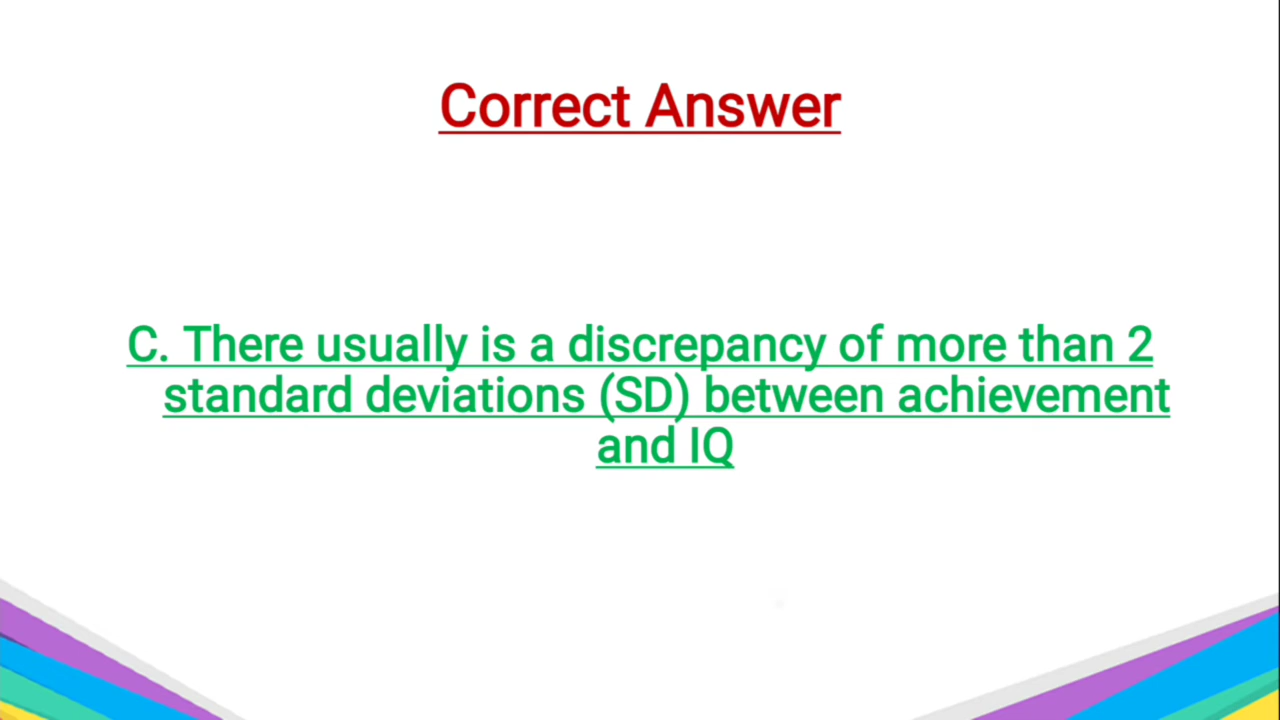 Correct Answer
C. There usually is a discrepancy of more than 2
standard deviations (SD) between achievement
and IQ